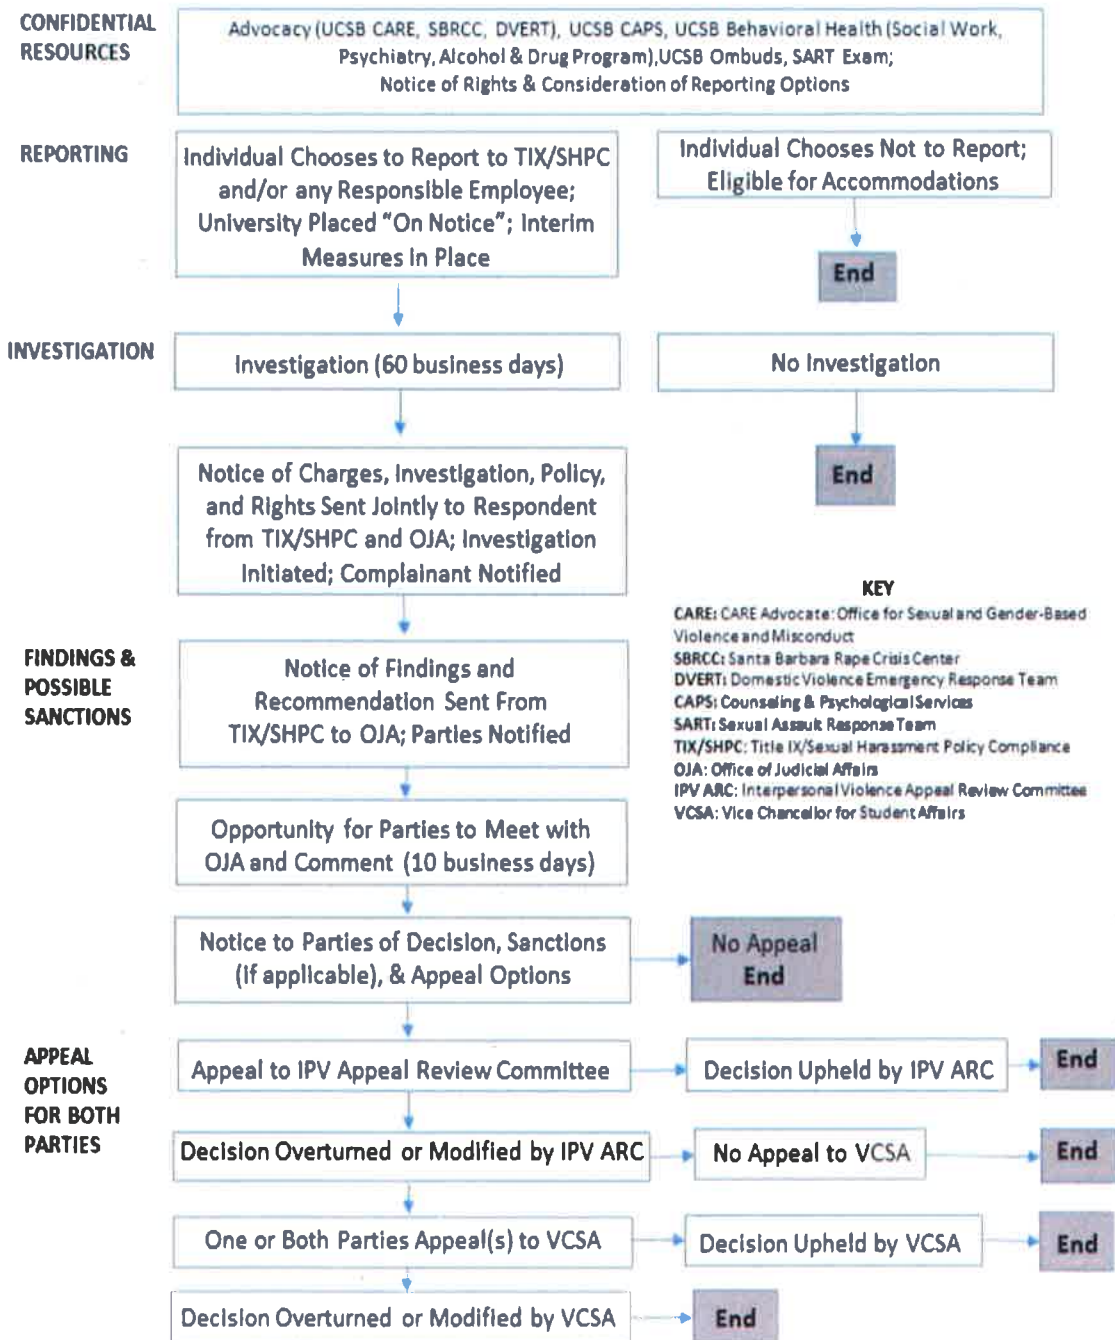 CONFIDENTIAL
RESOURCES
Advocacy (UCSB CARE, SBRCC, DVERT), UCSB CAPS, UCSB Behavioral Health (Social Work,
Psychiatry, Alcohol & Drug Program),UCSB Ombuds, SART Exam;
Notice of Rights & Consideration of Reporting Options
REPORTING
Individual Chooses to Report to TIX/SHPC
and/or any Responsible Employee;
University Placed "On Notice"; Interim
Measures in Place
Individual Chooses Not to Report;
Eligible for Accommodations
End
INVESTIGATION
Investigation (60 business days)
No Investigation
End
Notice of Charges, Investigation, Policy,
and Rights Sent Jointly to Respondent
from TIX/SHPC and OJA; Investigation
Initiated; Complainant Notified
KEY
CARE: CARE Advocate: Office for Sexual and Gender-Based
Violence and Misconduct
SBRCC: Santa Barbara Rape Crisis Center
DVERT: Domestic Violence Emergency Response Team
CAPS: Counseling & Psychological Services
SART: Sexual Assault Response Team
TIX/SHPC: Title IX/Sexual Harassment Policy Compliance
OJA: Office of Judicial Affairs
IPV ARC: Interpersonal Violence Appeal Review Committee
VCSA: Vice Chancellor for Student Affairs
FINDINGS &
POSSIBLE
SANCTIONS
Notice of Findings and
Recommendation Sent From
TIX/SHPC to OJA; Parties Notified
Opportunity for Parties to Meet with
OJA and Comment (10 business days)
Notice to Parties of Decision, Sanctions
(if applicable), & Appeal Options
No Appeal
End
APPEAL
OPTIONS
FOR BOTH
PARTIES
Appeal to IPV Appeal Review Committee
Decision Upheld by IPV ARC
End
Decision Overturned or Modified by IPV ARC
No Appeal to VCSA
End
One or Both Parties Appeal(s) to VCSA
Decision Upheld by VCSA
End
Decision Overturned or Modified by VCSA
End